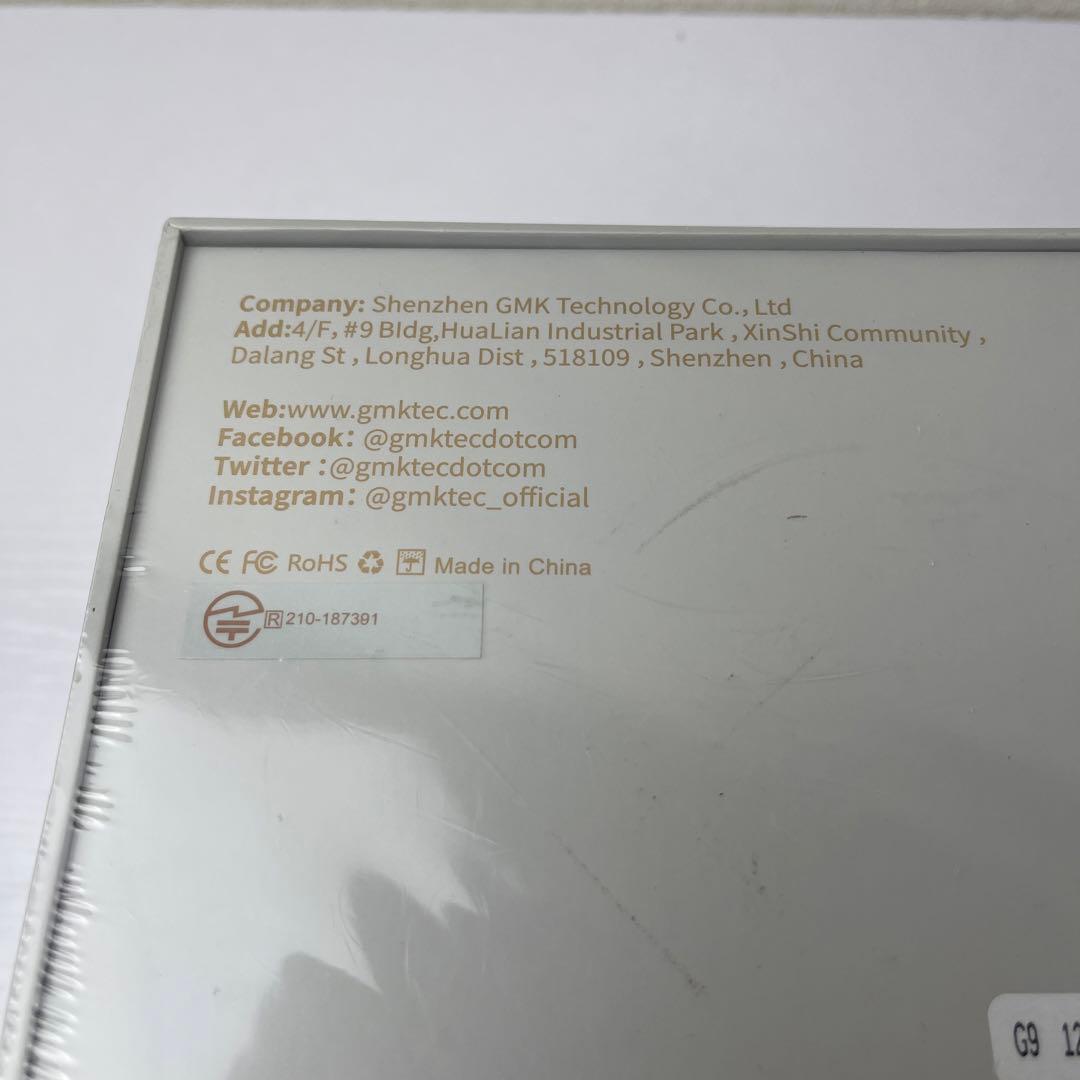 Company: Shenzhen GMK Technology Co., Ltd
Add:4/F, #9 Bldg,HuaLian Industrial Park , XinShi Community ,
Dalang St , Longhua Dist , 518109 , Shenzhen , China
Web:www.gmktec.com
Facebook: @gmktecdotcom
Twitter :@gmktecdotcom
Instagram: @gmktec_official
CE FC RoHS Made in China
R 210-187391
G9 12